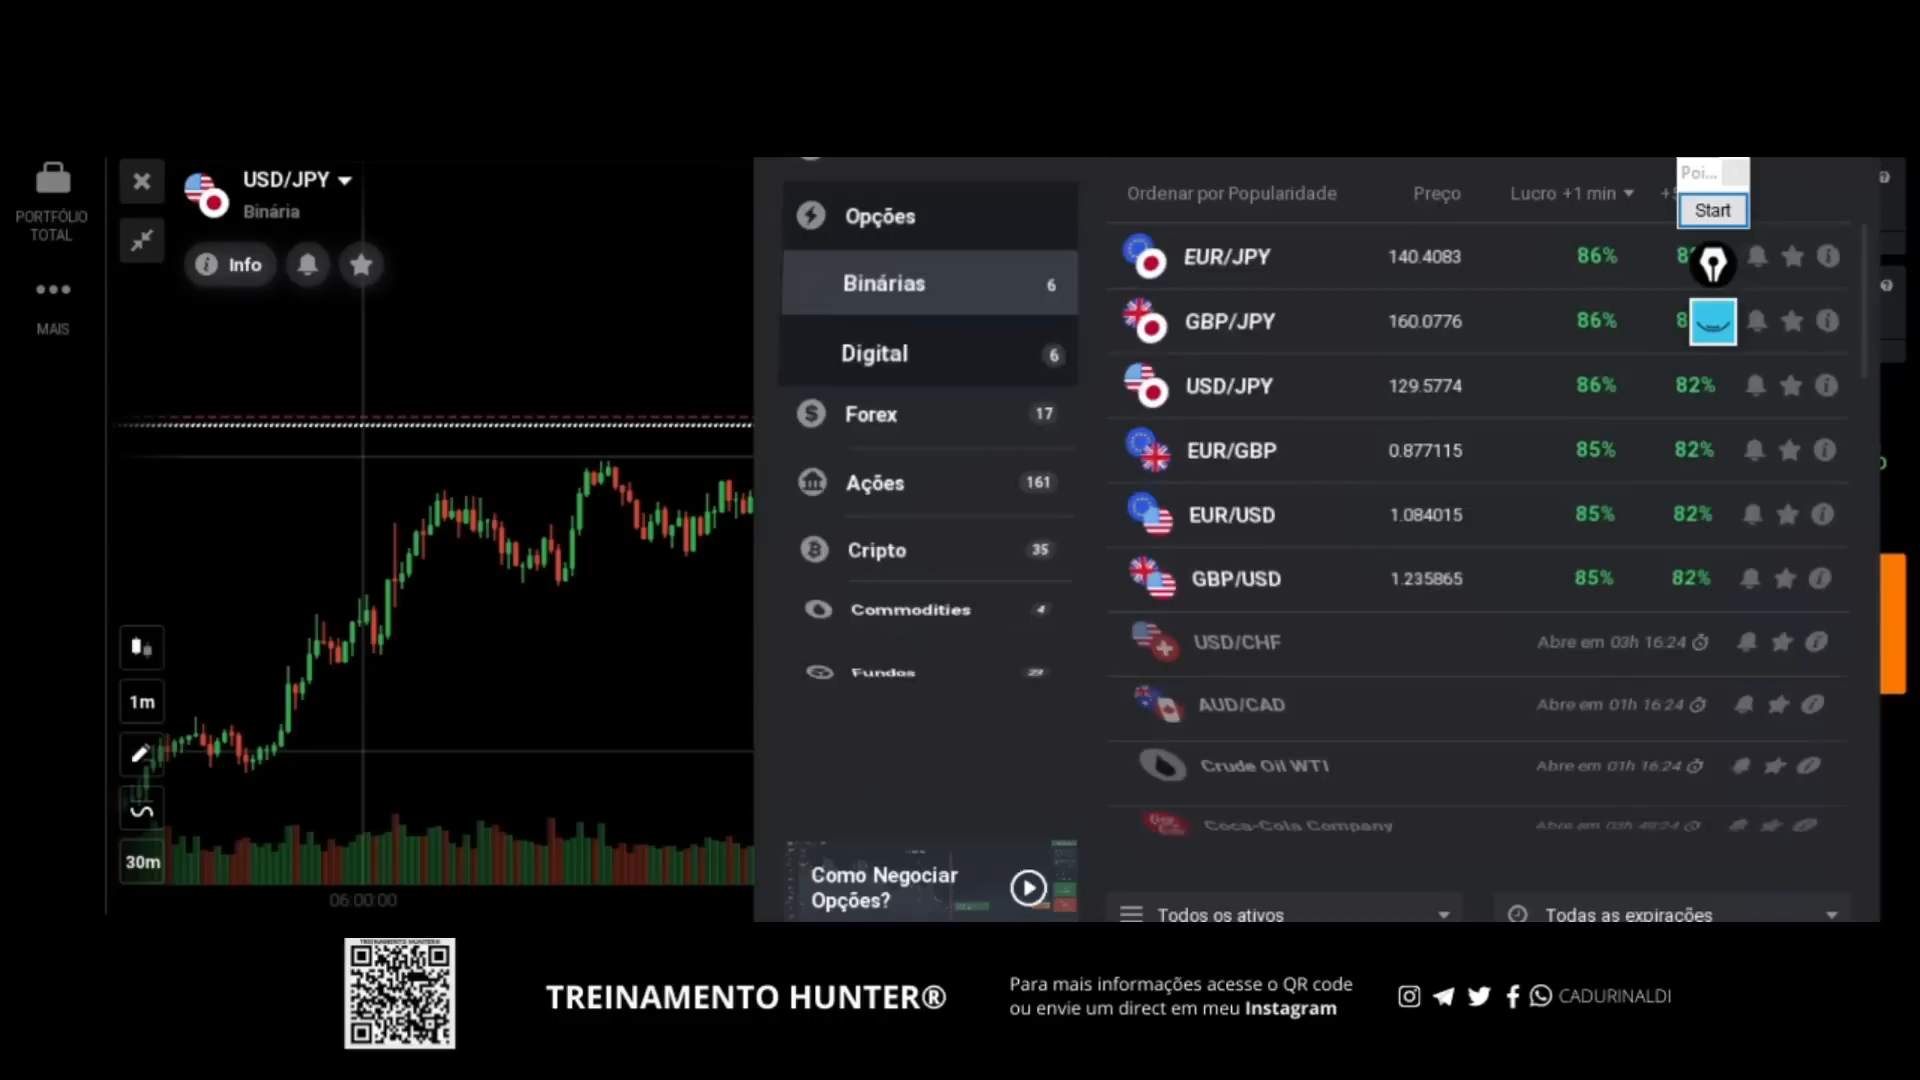 PORTFÓLIO
TOTAL
MAIS
USD/JPY
Binária
Info
1m
30m
06:00:00
Opções
Binárias 6
Digital 6
Forex 17
Ações 161
Cripto 35
Commodities 4
Fundos
Como Negociar
Opções?
Ordenar por Popularidade Preço Lucro +1 min
Poi...
Start
EUR/JPY 140.4083 86%
GBP/JPY 160.0776 86%
USD/JPY 129.5774 86% 82%
EUR/GBP 0.877115 85% 82%
EUR/USD 1.084015 85% 82%
GBP/USD 1.235865 85% 82%
USD/CHF Abre em 03h 16:24
AUD/CAD Abre em 01h 16:24
Crude Oil WTI Abre em 01h 16:24
Coca-Cola Company Abre em
Todos os ativos
Todas as expirações
TREINAMENTO HUNTER®
TREINAMENTO HUNTER®
Para mais informações acesse o QR code
ou envie um direct em meu Instagram
CADURINALDI